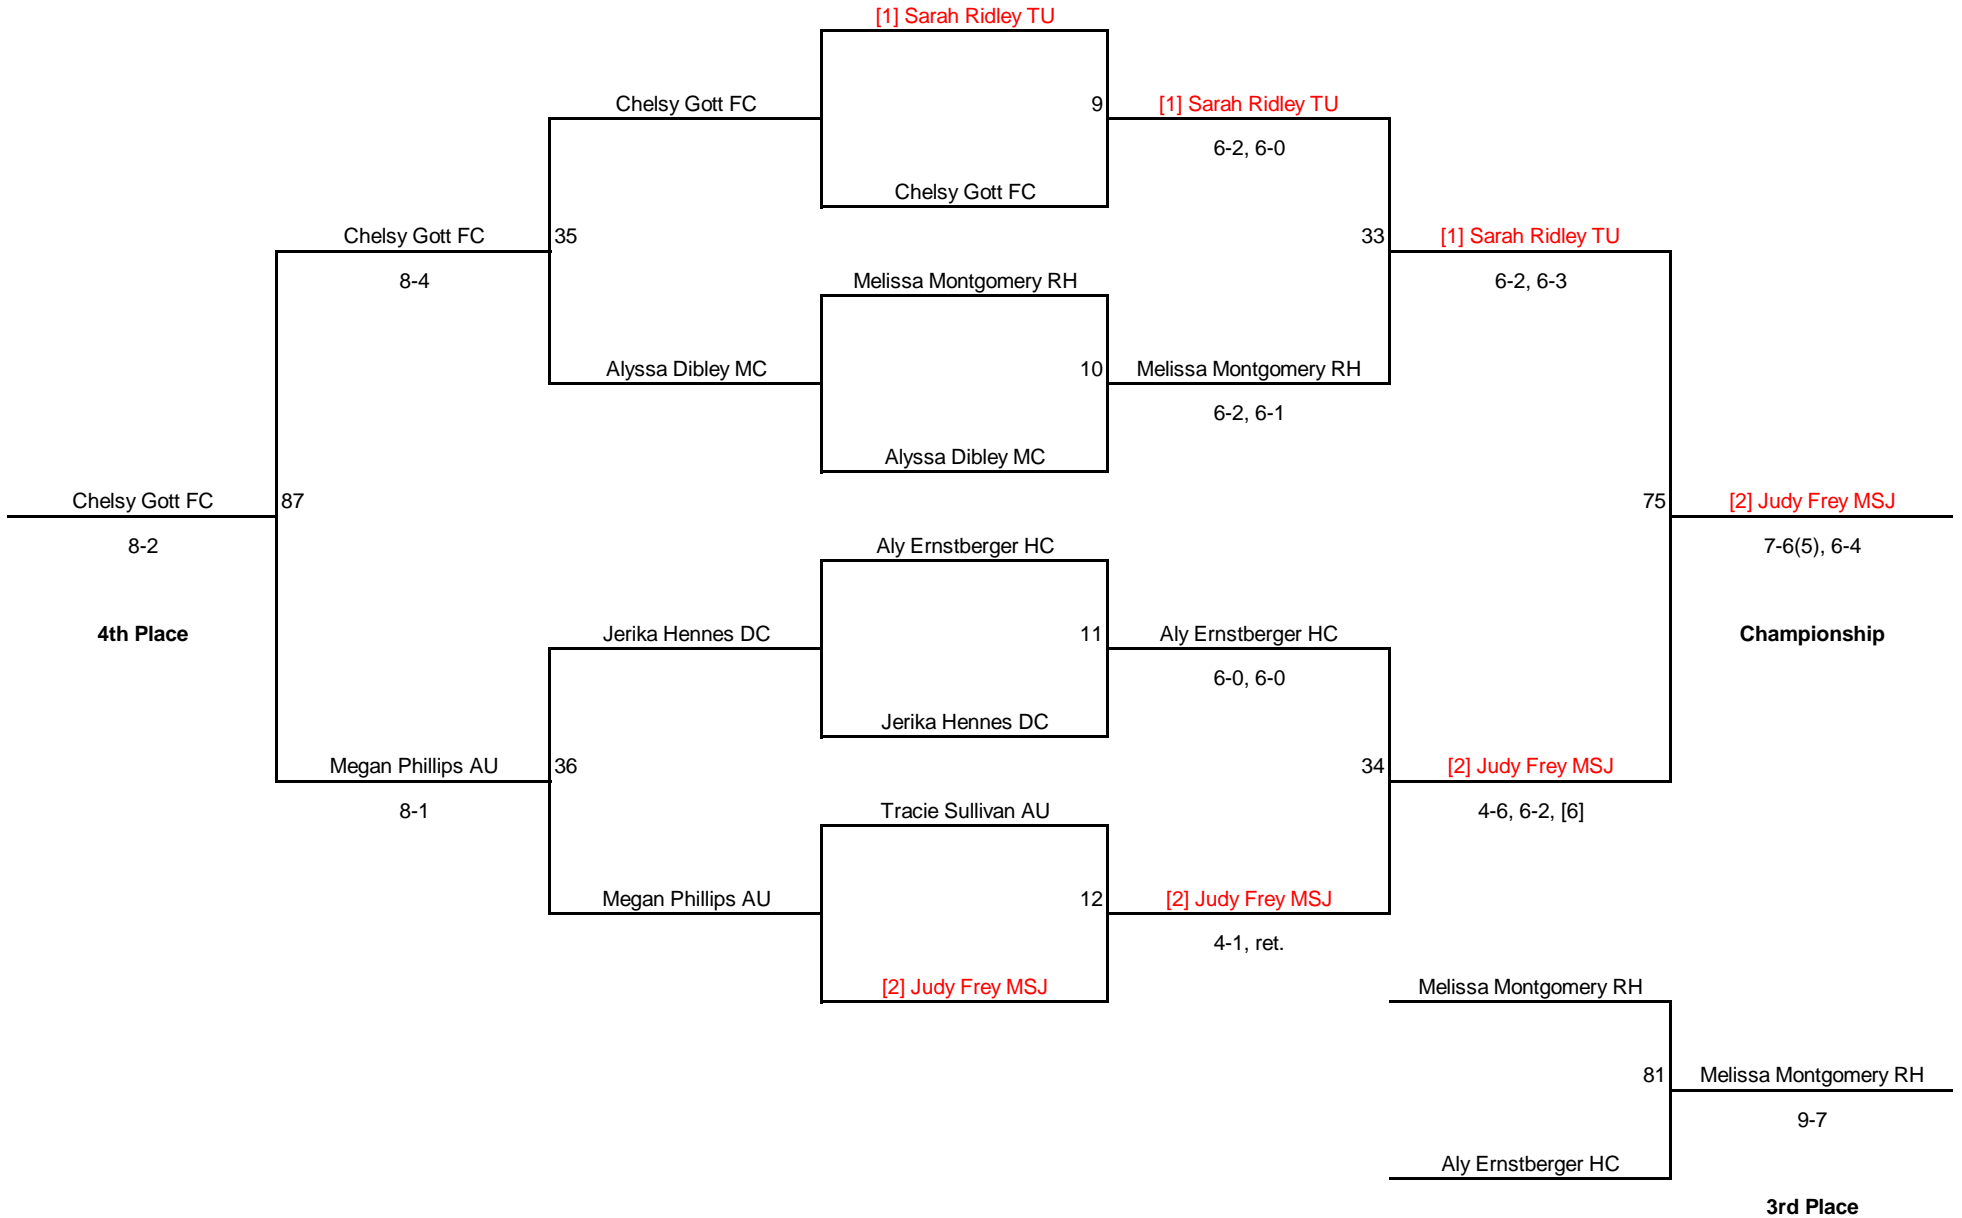 [1] Sarah Ridley TU
Chelsy Gott FC
9
[1] Sarah Ridley TU
6-2, 6-0
Chelsy Gott FC
Chelsy Gott FC
35
33
[1] Sarah Ridley TU
8-4
Melissa Montgomery RH
6-2, 6-3
Alyssa Dibley MC
10
Melissa Montgomery RH
6-2, 6-1
Alyssa Dibley MC
Chelsy Gott FC
87
75
[2] Judy Frey MSJ
8-2
Aly Ernstberger HC
7-6(5), 6-4
4th Place
Jerika Hennes DC
11
Aly Ernstberger HC
Championship
6-0, 6-0
Jerika Hennes DC
Megan Phillips AU
36
34
[2] Judy Frey MSJ
8-1
Tracie Sullivan AU
4-6, 6-2, [6]
Megan Phillips AU
12
[2] Judy Frey MSJ
4-1, ret.
[2] Judy Frey MSJ
Melissa Montgomery RH
81
Melissa Montgomery RH
9-7
Aly Ernstberger HC
3rd Place